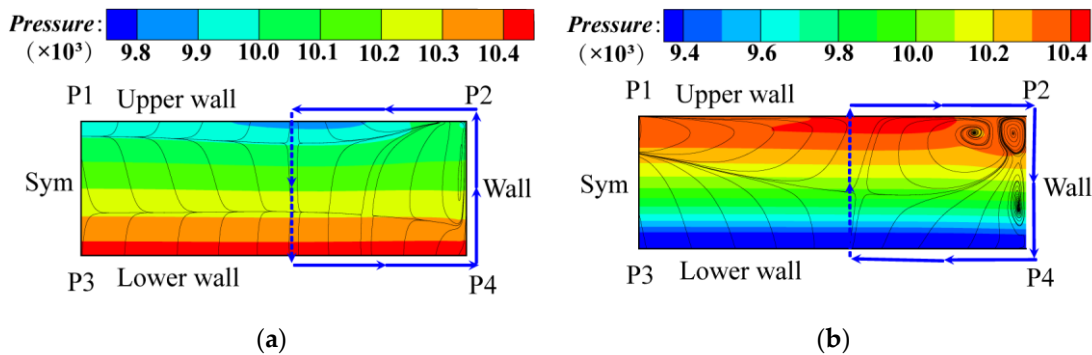 Pressure:
(×10³)
9.8 9.9 10.0 10.1 10.2 10.3 10.4
P1 Upper wall P2
Sym Wall
P3 Lower wall P4
(a)
Pressure:
(×10³)
9.4 9.6 9.8 10.0 10.2 10.4
P1 Upper wall P2
Sym Wall
P3 Lower wall P4
(b)